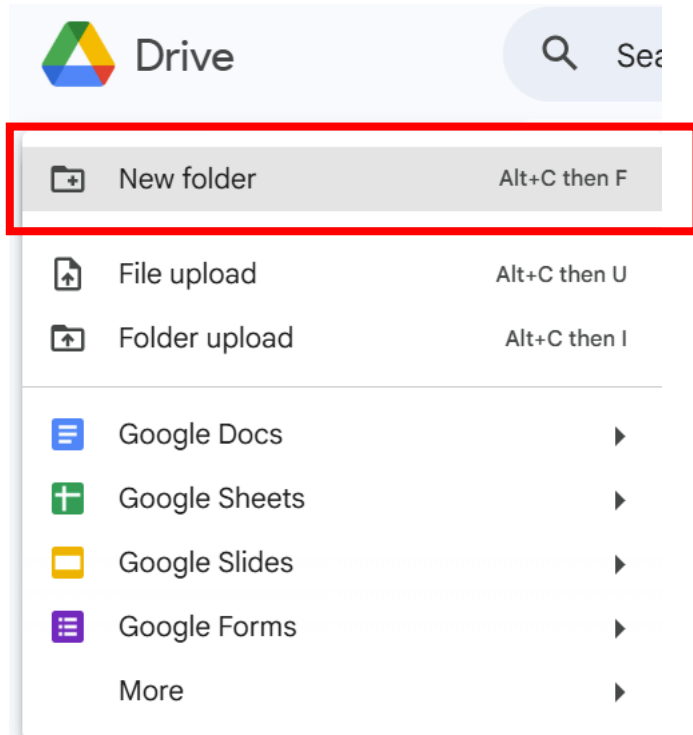 Drive
Sea
New folder Alt+C then F
File upload Alt+C then U
Folder upload Alt+C then I
Google Docs
Google Sheets
Google Slides
Google Forms
More